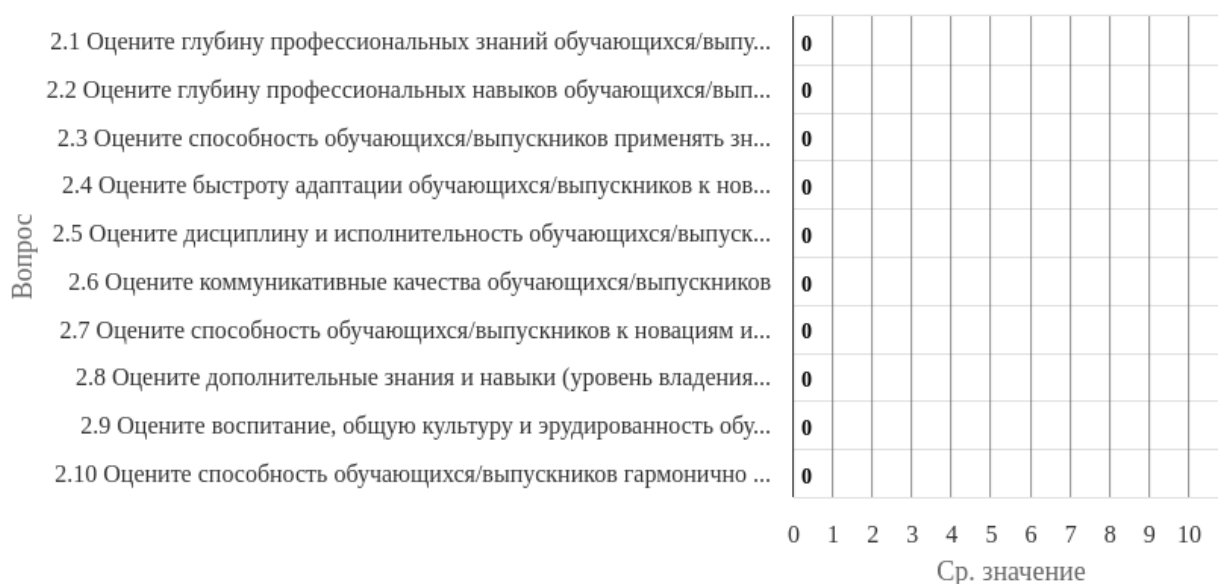 2.1 Оцените глубину профессиональных знаний обучающихся/выпу... 0
2.2 Оцените глубину профессиональных навыков обучающихся/вып... 0
2.3 Оцените способность обучающихся/выпускников применять зн... 0
2.4 Оцените быстроту адаптации обучающихся/выпускников к нов... 0
2.5 Оцените дисциплину и исполнительность обучающихся/выпуск... 0
2.6 Оцените коммуникативные качества обучающихся/выпускников 0
2.7 Оцените способность обучающихся/выпускников к новациям и... 0
2.8 Оцените дополнительные знания и навыки (уровень владения... 0
2.9 Оцените воспитание, общую культуру и эрудированность обу... 0
2.10 Оцените способность обучающихся/выпускников гармонично ... 0
Вопрос
0 1 2 3 4 5 6 7 8 9 10
Ср. значение